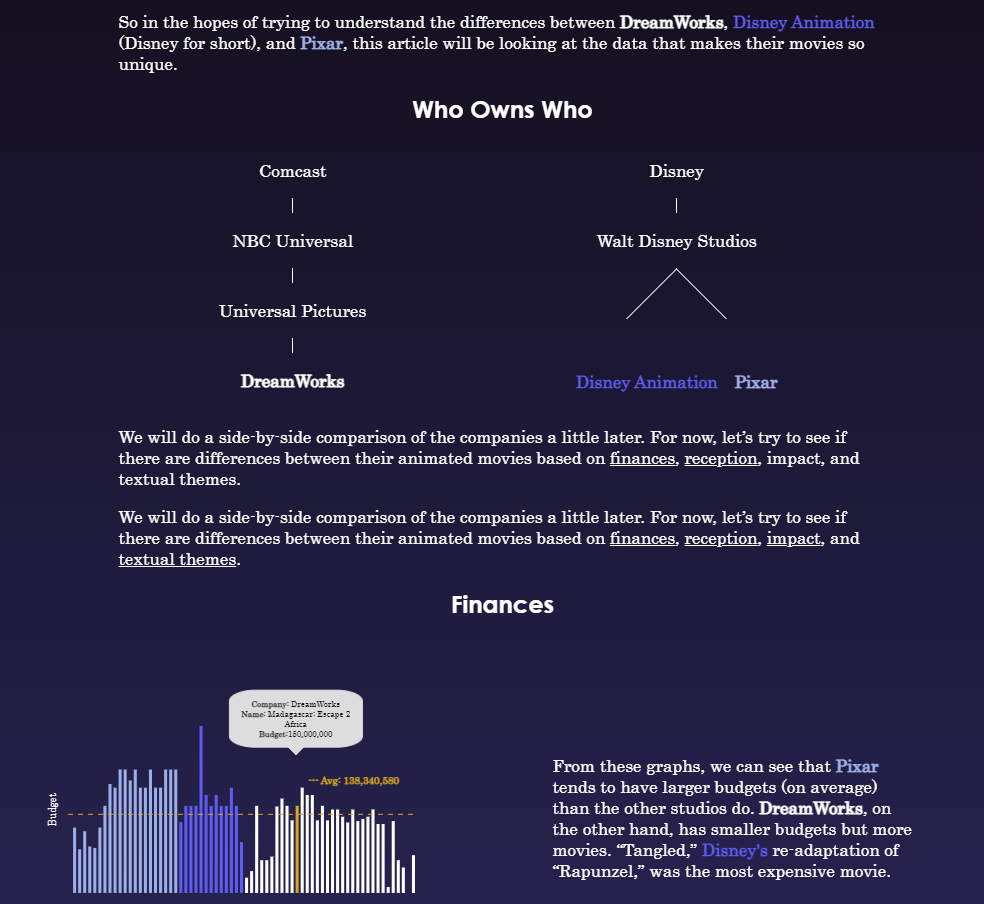 So in the hopes of trying to understand the differences between DreamWorks, Disney Animation
(Disney for short), and Pixar, this article will be looking at the data that makes their movies so
unique.
Who Owns Who
Comcast
Disney
NBC Universal
Walt Disney Studios
Universal Pictures
DreamWorks
Disney Animation
Pixar
We will do a side-by-side comparison of the companies a little later. For now, let's try to see if
there are differences between their animated movies based on finances, reception, impact, and
textual themes.
We will do a side-by-side comparison of the companies a little later. For now, let's try to see if
there are differences between their animated movies based on finances, reception, impact, and
textual themes.
Finances
Company: DreamWorks
Name: Madagascar: Escape 2
Africa
Budget:150,000,000
--- Avg: 138,340,580
Budget
From these graphs, we can see that Pixar
tends to have larger budgets (on average)
than the other studios do. DreamWorks, on
the other hand, has smaller budgets but more
movies. “Tangled,” Disney's re-adaptation of
“Rapunzel,” was the most expensive movie.